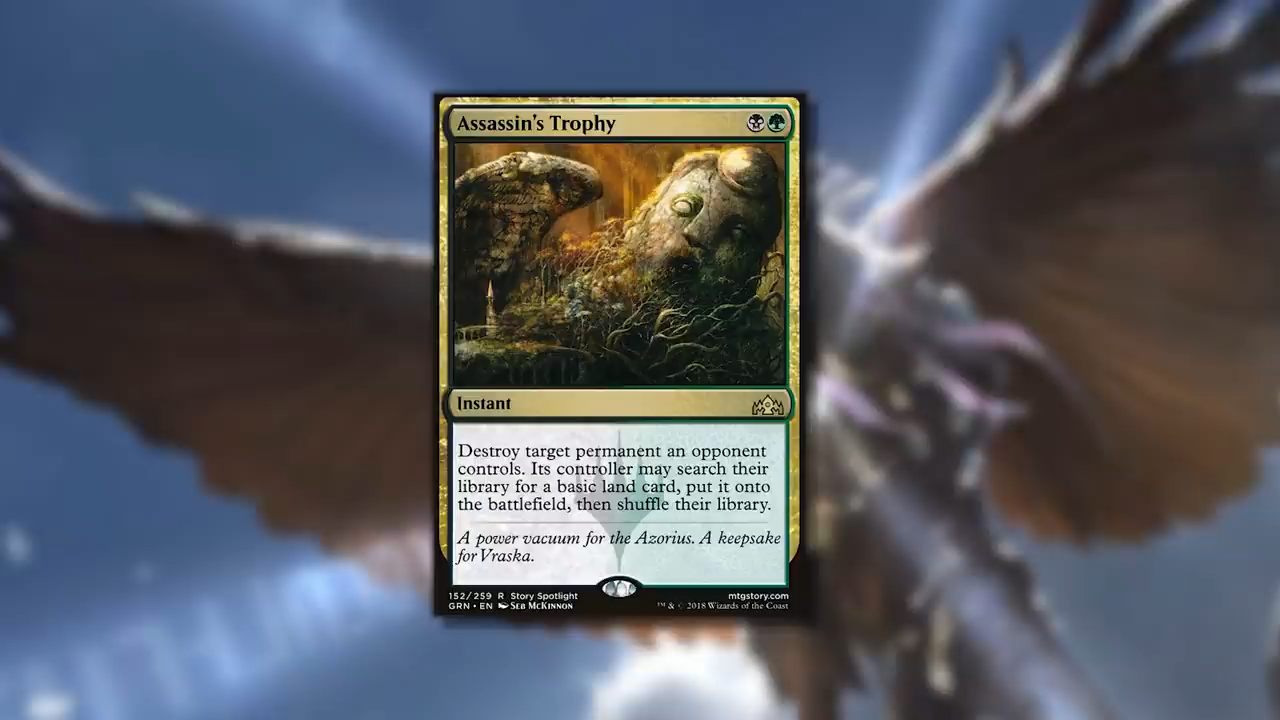 Assassin's Trophy
Instant
Destroy target permanent an opponent
controls. Its controller may search their
library for a basic land card, put it onto
the battlefield, then shuffle their library.
A power vacuum for the Azorius. A keepsake
for Vraska.
152/259 R Story Spotlight
mtgstory.com
GRN • EN Seb McKinnon
™ & © 2018 Wizards of the Coast